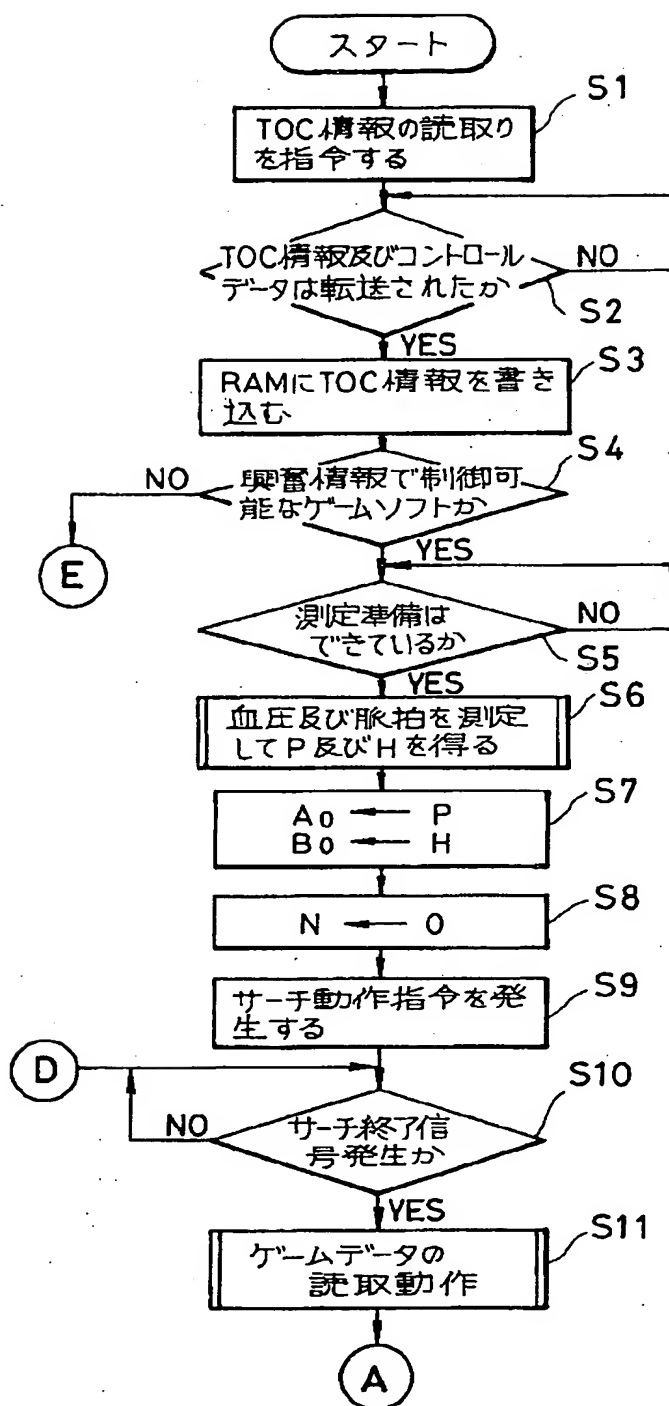 スタート
S1
TOC情報の読取り
を指令する
TOC情報及びコントロール
データは転送されたか
NO
S2
YES
S3
RAMにTOC情報を書き
込む
S4
興奮情報で制御可
能なゲームソフトか
NO
E
YES
測定準備は
できているか
NO
S5
YES
S6
血圧及び脈拍を測定
してP及びHを得る
S7
A0 ← P
B0 ← H
S8
N ← 0
S9
サーチ動作指令を発
生する
D
S10
NO
サーチ終了信
号発生か
YES
S11
ゲームデータの
読取動作
A